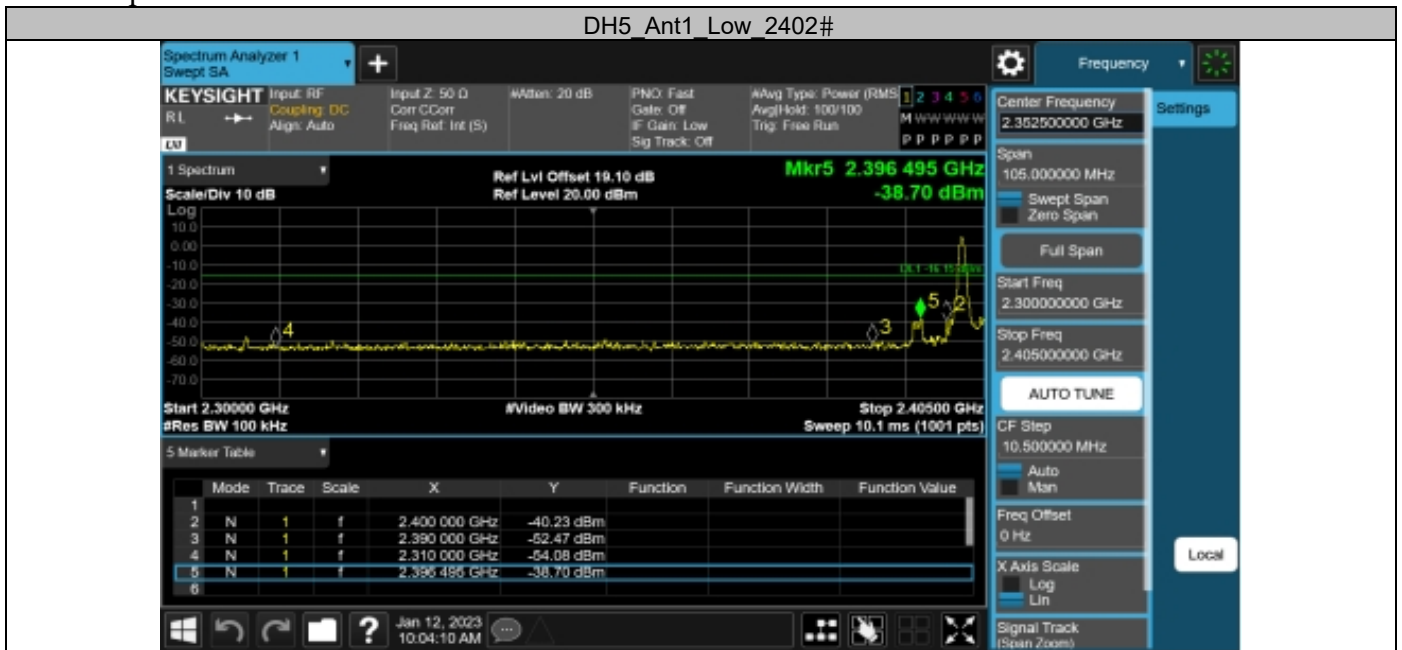 DH5_Ant1_Low_2402#
Spectrum Analyzer 1
Swept SA
+
Frequency
KEYSIGHT
RL
LXI
Input: RF
Coupling: DC
Align: Auto
Input Z: 50 Ω
Corr CCorr
Freq Ref: Int (S)
#Atten: 20 dB
PNO: Fast
Gate: Off
IF Gain: Low
Sig Track: Off
#Avg Type: Power (RMS
Avg|Hold: 100/100
Trig: Free Run
1 2 3 4 5 6
M W W W W W
P P P P P P
Center Frequency
2.352500000 GHz
Settings
Span
105.000000 MHz
Swept Span
Zero Span
Full Span
Start Freq
2.300000000 GHz
Stop Freq
2.405000000 GHz
AUTO TUNE
CF Step
10.500000 MHz
Auto
Man
Freq Offset
0 Hz
X Axis Scale
Log
Lin
Signal Track
(Span Zoom)
Local
1 Spectrum
Scale/Div 10 dB
Log
Ref Lvl Offset 19.10 dB
Ref Level 20.00 dBm
Mkr5 2.396 495 GHz
-38.70 dBm
10.0
0.00
-10.0
-20.0
-30.0
-40.0
-50.0
-60.0
-70.0
4
3
5
2
Start 2.30000 GHz
#Res BW 100 kHz
#Video BW 300 kHz
Stop 2.40500 GHz
Sweep 10.1 ms (1001 pts)
5 Marker Table
Mode Trace Scale X Y Function Function Width Function Value
1
2 N 1 f 2.400 000 GHz -40.23 dBm
3 N 1 f 2.390 000 GHz -52.47 dBm
4 N 1 f 2.310 000 GHz -54.08 dBm
5 N 1 f 2.396 495 GHz -38.70 dBm
6
?
Jan 12, 2023
10:04:10 AM